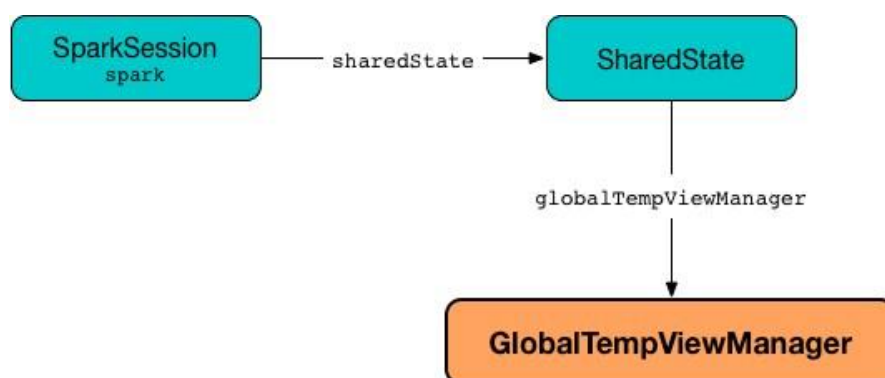 SparkSession
spark
sharedState
SharedState
globalTempViewManager
GlobalTempViewManager